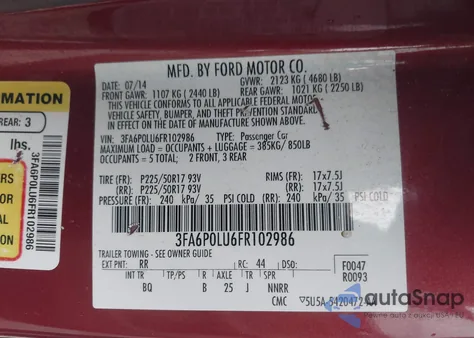 MFD. BY FORD MOTOR CO.
07/14
GVWR: 2123 KG ( 4680 LB)
FRONT GAWR: 1107 KG ( 2440 LB)
REAR GAWR: 1021 KG ( 2250 LB)
THIS VEHICLE CONFORMS TO ALL APPLICABLE FEDERAL MOTOR
VEHICLE SAFETY, BUMPER, AND THEFT PREVENTION STANDARDS
IN EFFECT ON THE DATE OF MANUFACTURE SHOWN ABOVE.
VIN: 3FA6P0LU6FR102986 TYPE: Passenger Car
MAXIMUM LOAD = OCCUPANTS + LUGGAGE = 385KG/850LB
OCCUPANTS = 5 TOTAL: 2 FRONT, 3 REAR
TIRE (FR): P225/50R17 93V RIMS (FR) 17x7.5J
(RR): P225/50R17 93V (RR) 17x7.5J
PRESSURE (FR) 240 kPa/ 35 PSI COLD (RR) 240 kPa/ 35 PSI COLD
3FA6P0LU6FR102986
TRAILER TOWING - SEE OWNER GUIDE
EXT PNT: RR RC: 44 DSO: F0047
R0093
INT TR TP/PS R AXLE TR SPR
BQ B 25 J NNRR
CMC
ORMATION
REAR: 3
lbs.
3FA6P0LU6FR102986
autoSnap